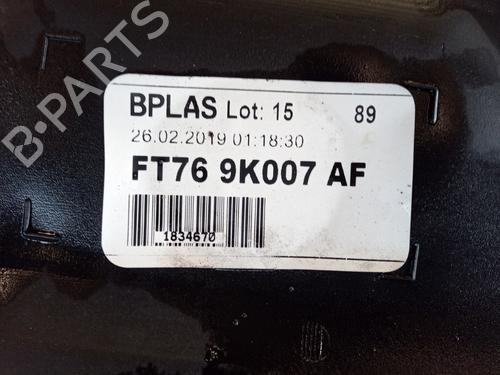 B-PARTS
BPLAS Lot: 15 89
26.02.2019 01:18:30
FT76 9K007 AF
1834670